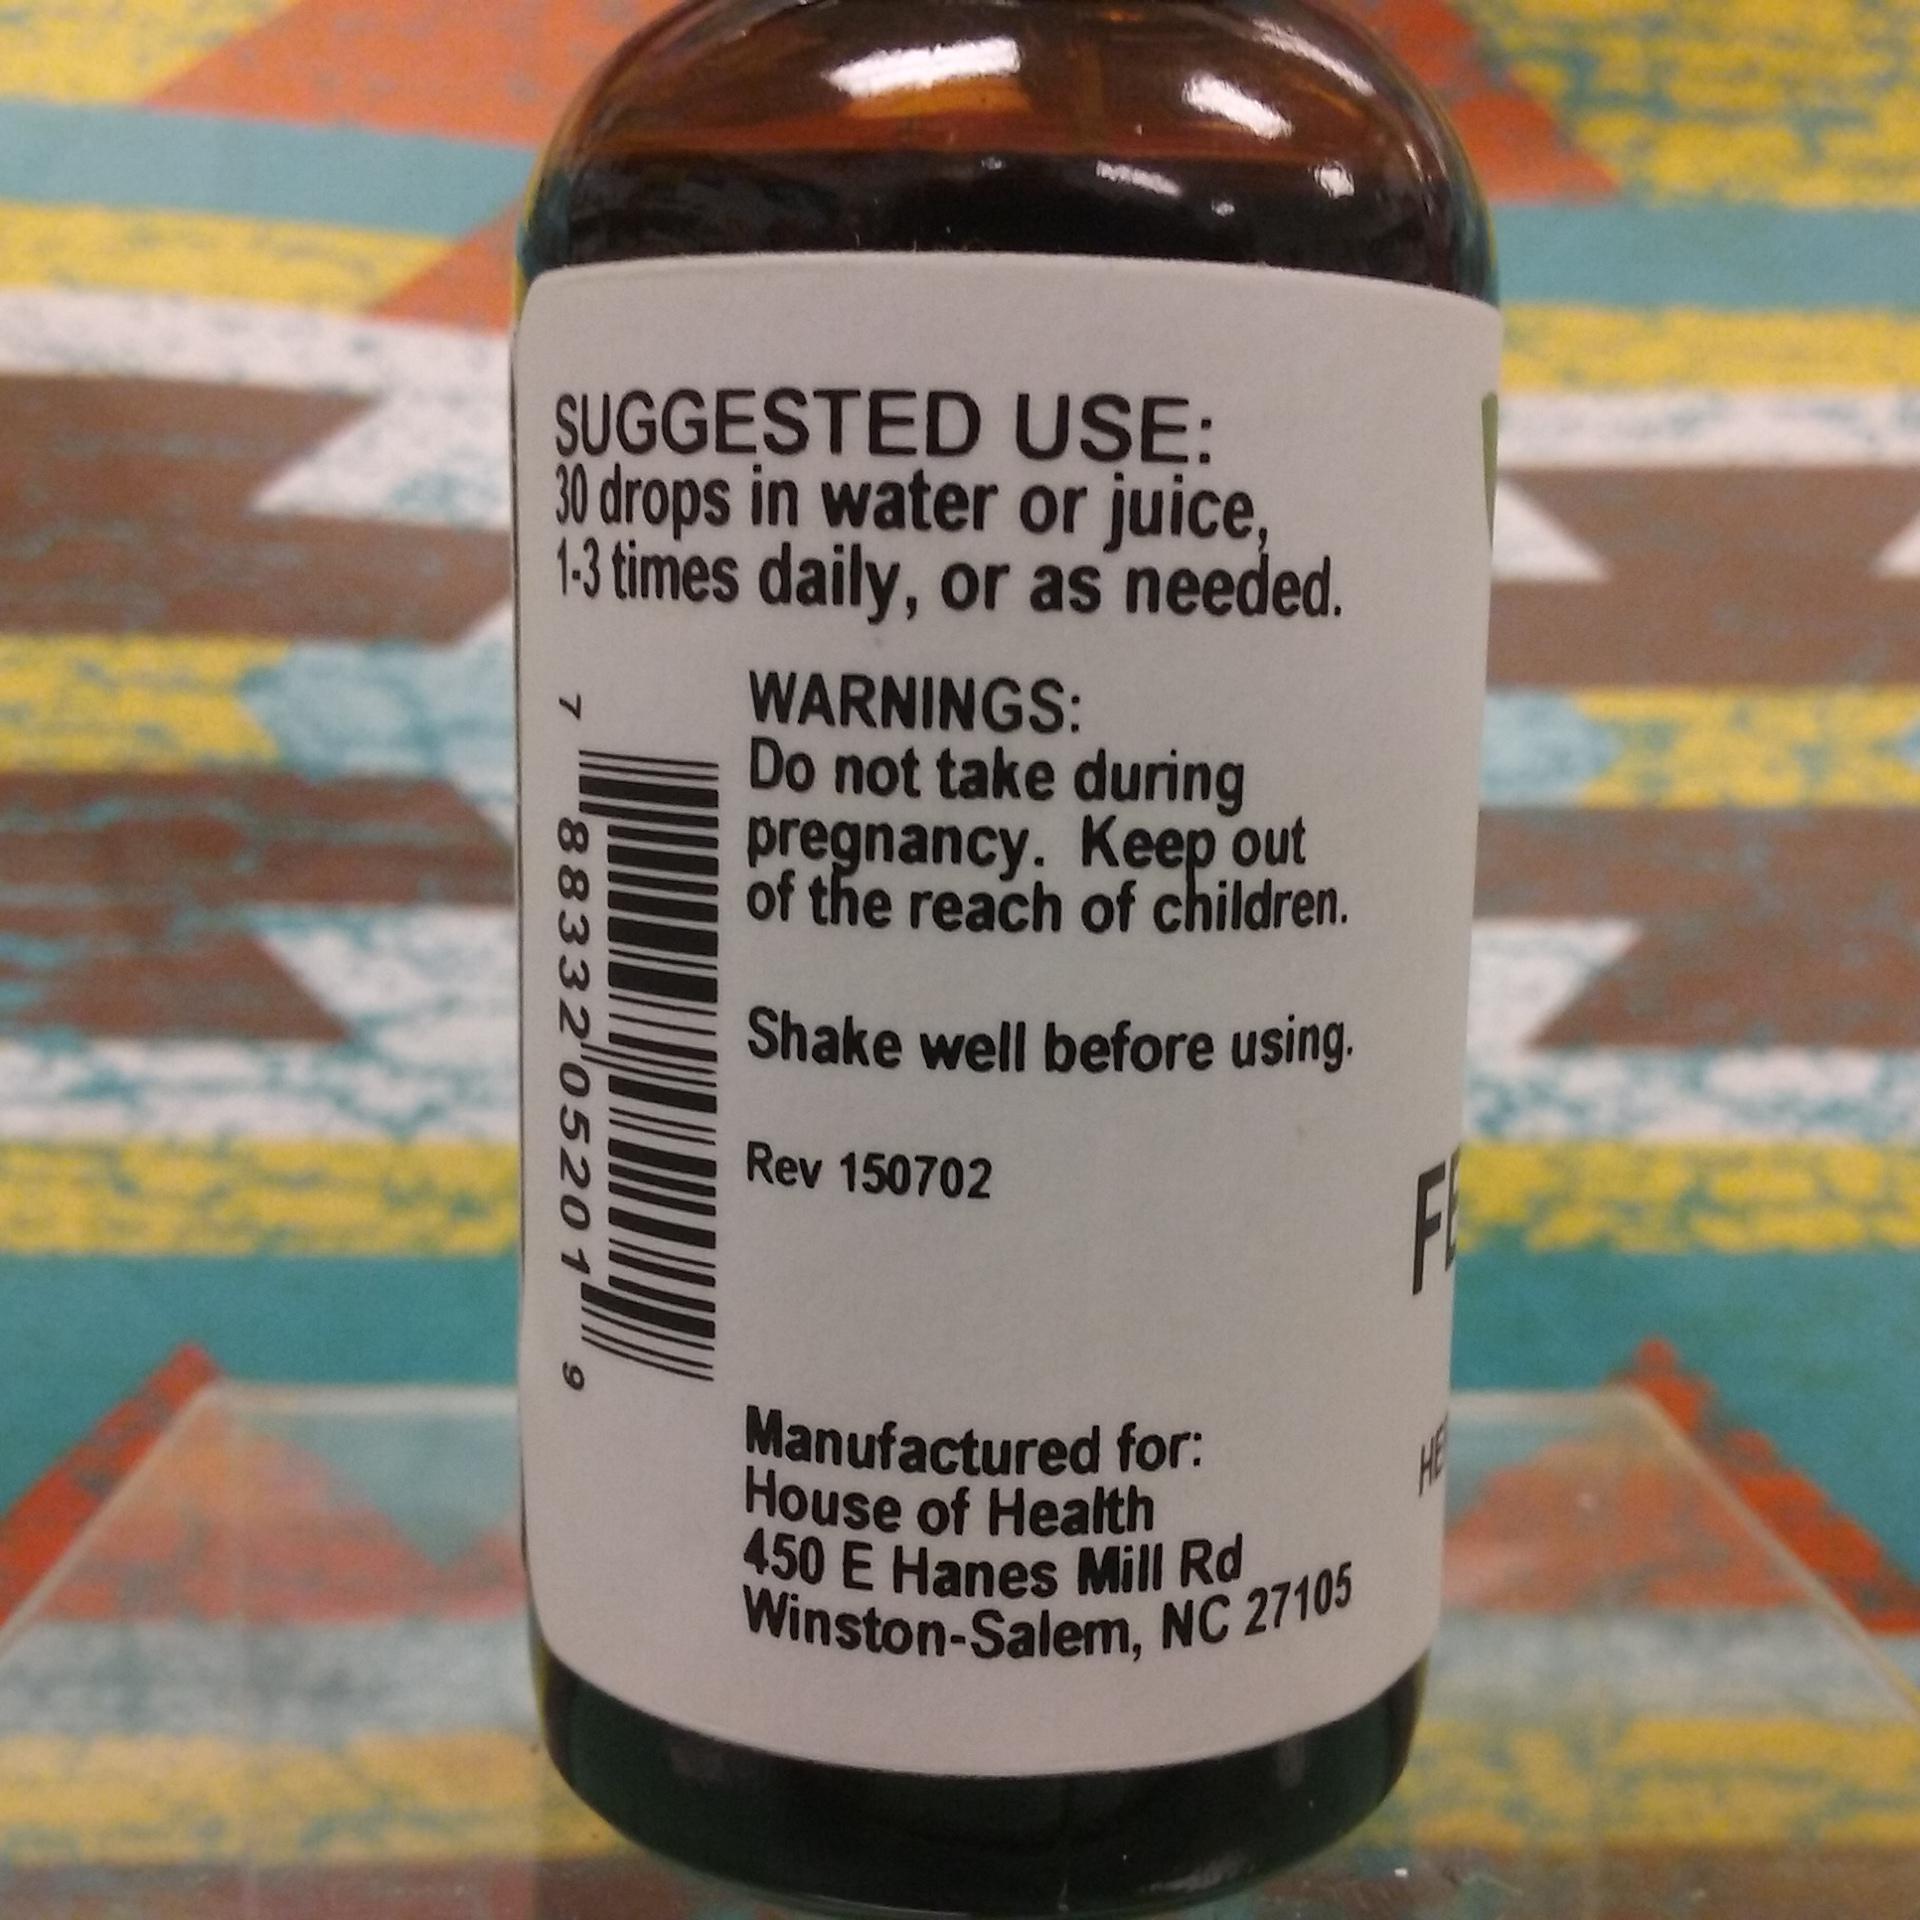 SUGGESTED USE:
30 drops in water or juice,
1-3 times daily, or as needed.
WARNINGS:
Do not take during
pregnancy. Keep out
of the reach of children.
Shake well before using.
Rev 150702
7 88332 05201 9
Manufactured for:
House of Health
450 E Hanes Mill Rd
Winston-Salem, NC 27105